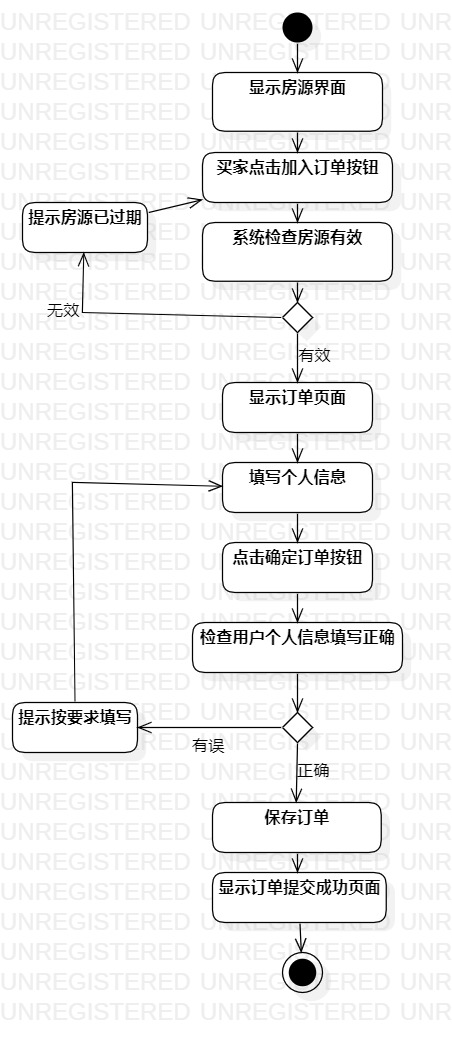 显示房源界面
买家点击加入订单按钮
提示房源已过期
系统检查房源有效
无效
有效
显示订单页面
填写个人信息
点击确定订单按钮
检查用户个人信息填写正确
提示按要求填写
有误
正确
保存订单
显示订单提交成功页面
UNREGISTERED